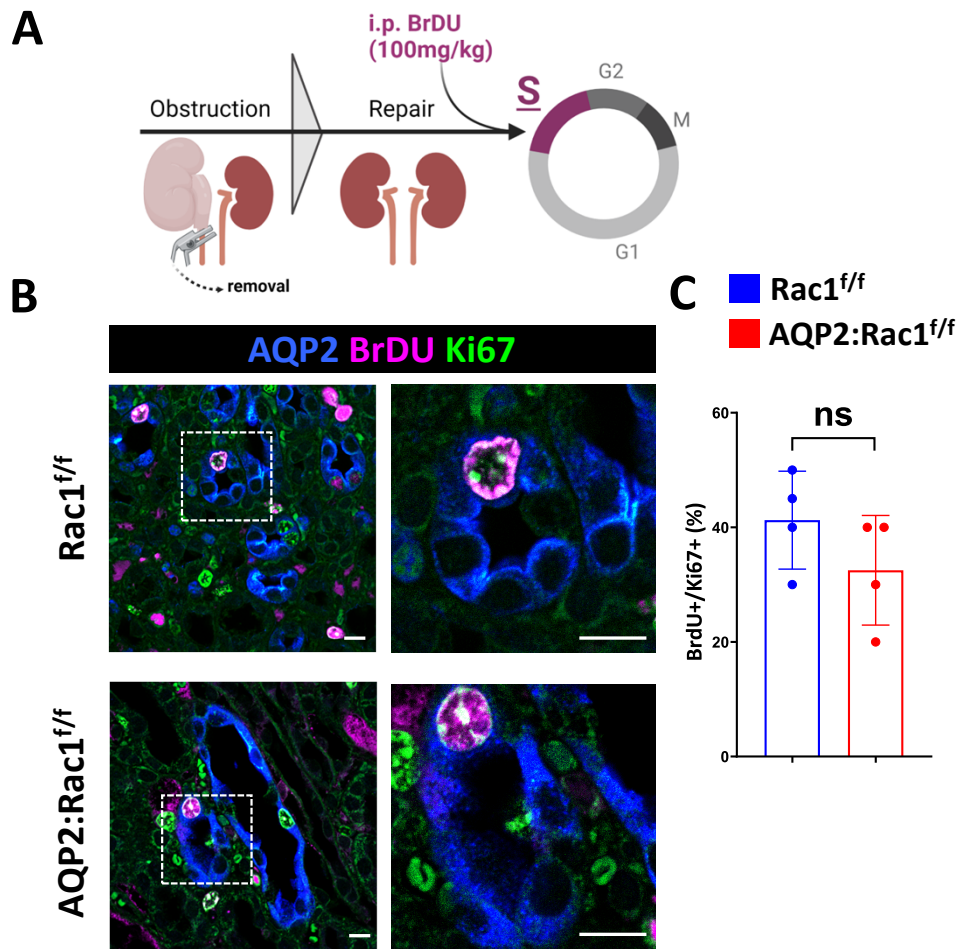 A
i.p. BrDU
(100mg/kg)
Obstruction
Repair
S
G2
M
G1
removal
B
AQP2 BrDU Ki67
Rac1f/f
AQP2:Rac1f/f
C
Rac1f/f
AQP2:Rac1f/f
ns
BrdU+/Ki67+ (%)
60
40
20
0